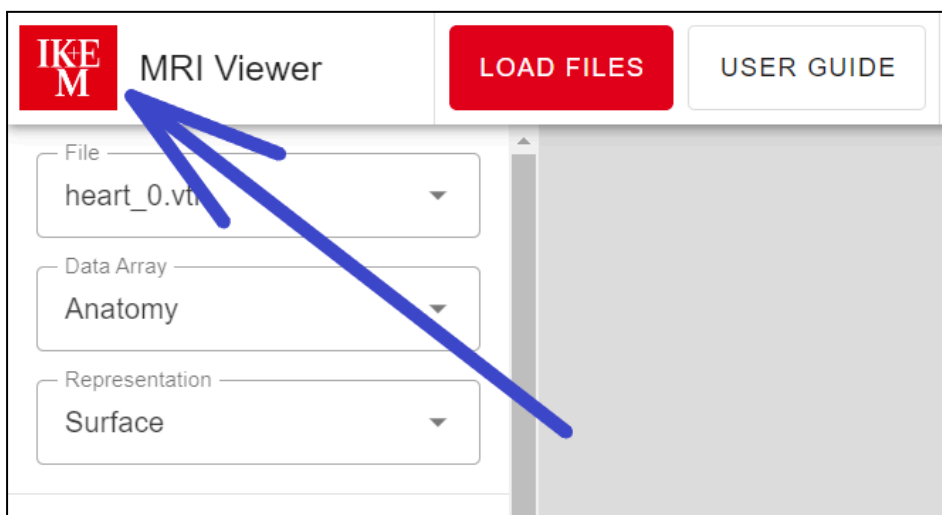 IK+E
M
MRI Viewer
LOAD FILES
USER GUIDE
File
heart_0.vti
Data Array
Anatomy
Representation
Surface